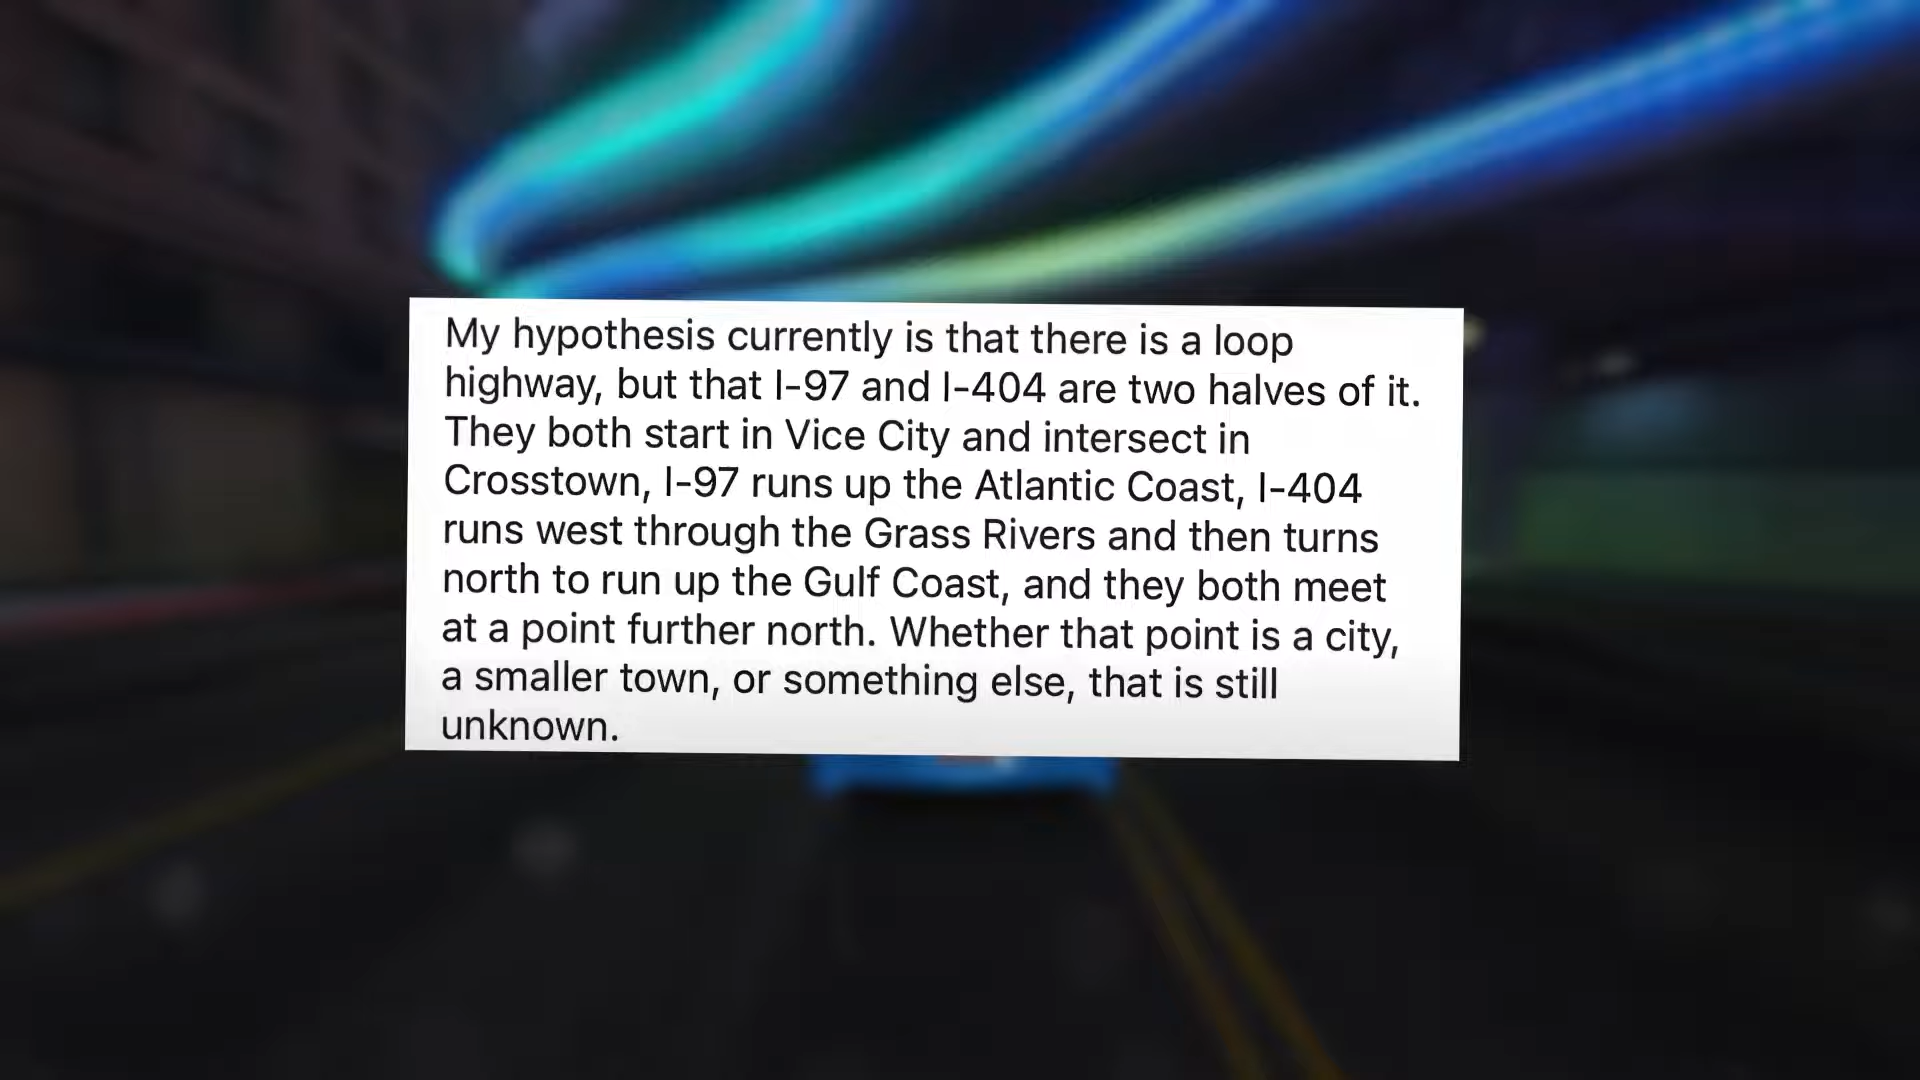 My hypothesis currently is that there is a loop
highway, but that I-97 and I-404 are two halves of it.
They both start in Vice City and intersect in
Crosstown, I-97 runs up the Atlantic Coast, I-404
runs west through the Grass Rivers and then turns
north to run up the Gulf Coast, and they both meet
at a point further north. Whether that point is a city,
a smaller town, or something else, that is still
unknown.